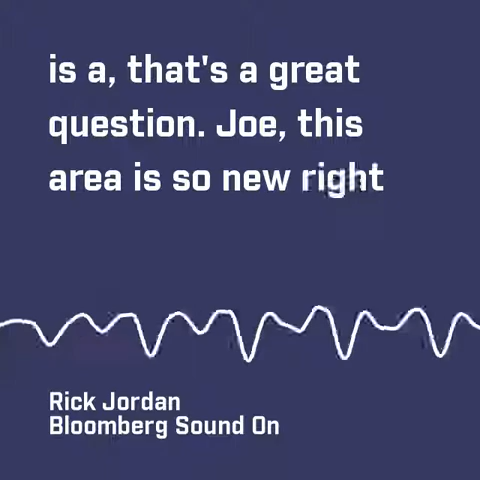 is a, that's a great
question. Joe, this
area is so new right
Rick Jordan
Bloomberg Sound On